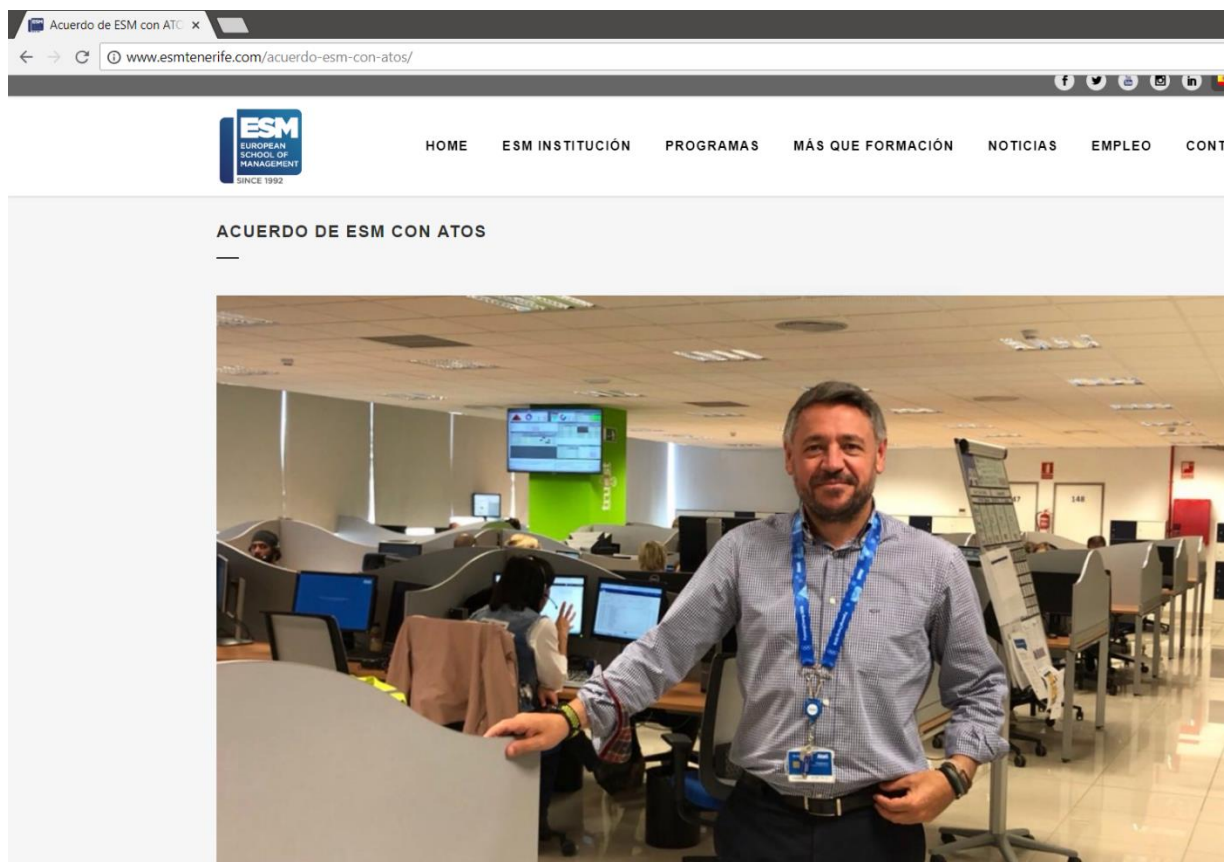 Acuerdo de ESM con ATO
www.esmtenerife.com/acuerdo-esm-con-atos/
ESM
EUROPEAN
SCHOOL OF
MANAGEMENT
SINCE 1992
HOME ESM INSTITUCIÓN PROGRAMAS MÁS QUE FORMACIÓN NOTICIAS EMPLEO CONT
ACUERDO DE ESM CON ATOS
148